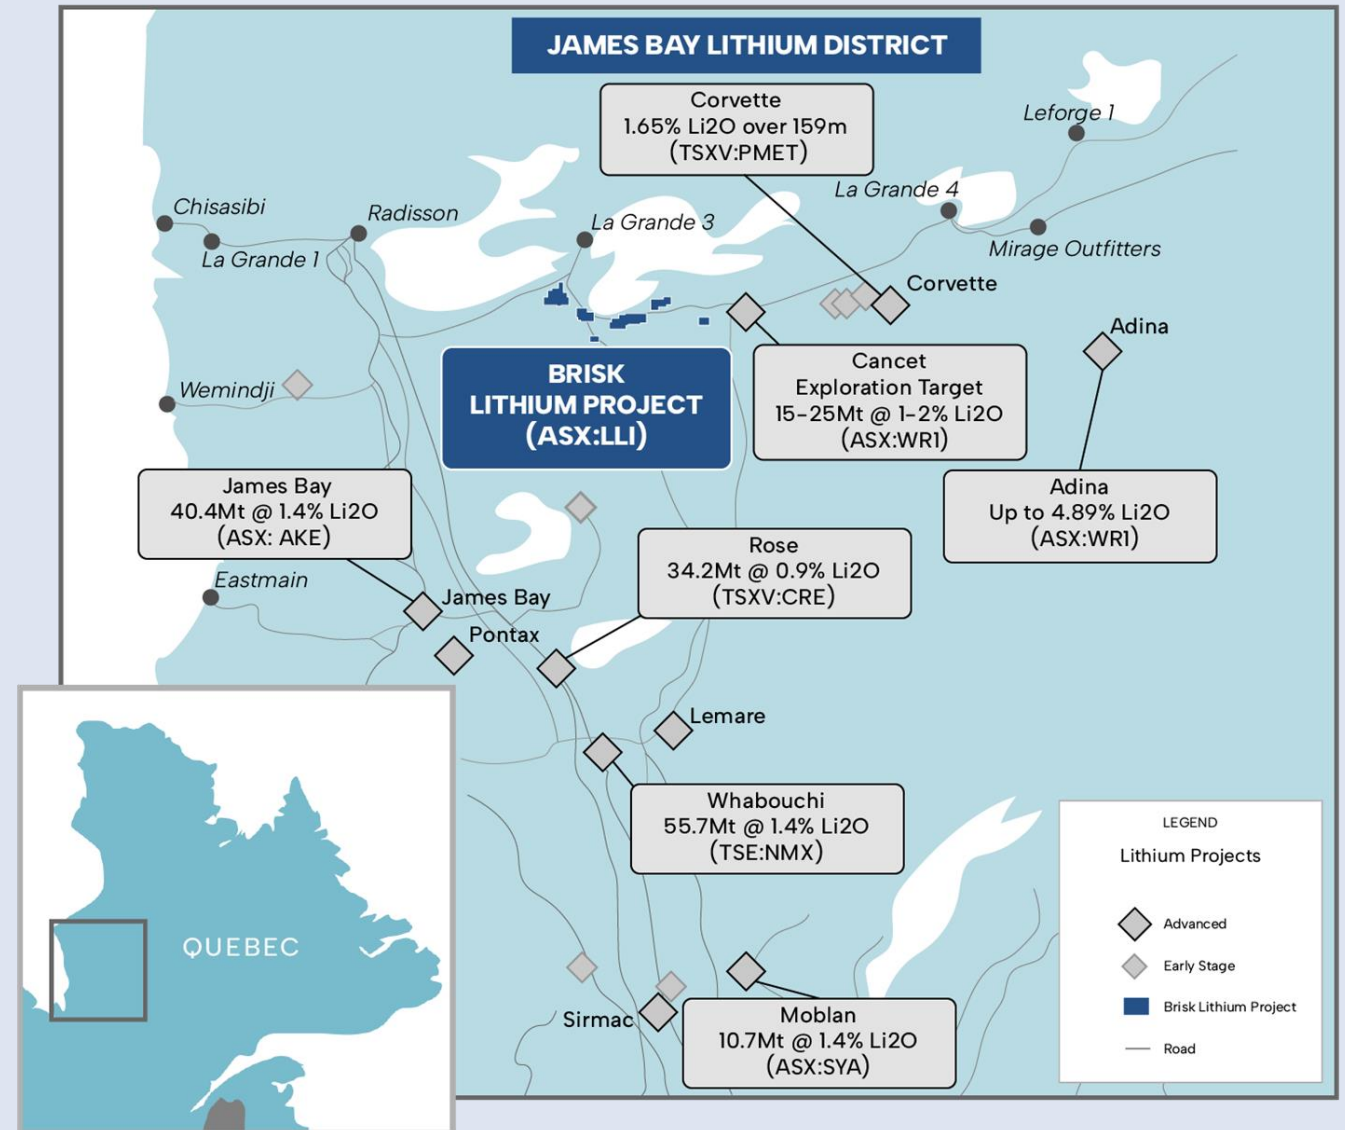 JAMES BAY LITHIUM DISTRICT
Corvette
1.65% Li2O over 159m
(TSXV:PMET)
Leforge 1
La Grande 4
Chisasibi
Radisson
La Grande 3
La Grande 1
Mirage Outfitters
Corvette
Adina
BRISK
LITHIUM PROJECT
(ASX:LLI)
Cancet
Exploration Target
15-25Mt @ 1-2% Li2O
(ASX:WR1)
Wemindji
James Bay
40.4Mt @ 1.4% Li2O
(ASX: AKE)
Adina
Up to 4.89% Li2O
(ASX:WR1)
Rose
34.2Mt @ 0.9% Li2O
(TSXV:CRE)
Eastmain
James Bay
Pontax
Lemare
Whabouchi
55.7Mt @ 1.4% Li2O
(TSE:NMX)
QUEBEC
Sirmac
Moblan
10.7Mt @ 1.4% Li2O
(ASX:SYA)
LEGEND
Lithium Projects
Advanced
Early Stage
Brisk Lithium Project
Road